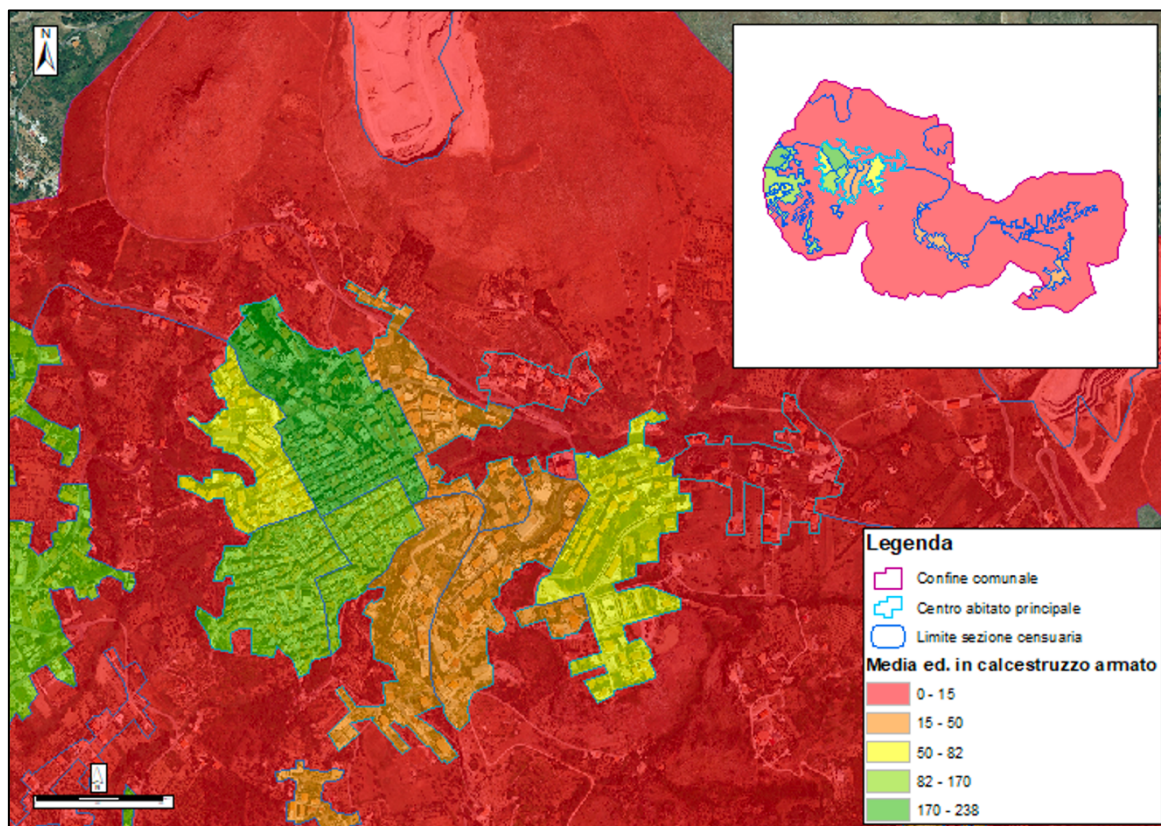 N
Legenda
Confine comunale
Centro abitato principale
Limite sezione censuaria
Media ed. in calcestruzzo armato
0 - 15
15 - 50
50 - 82
82 - 170
170 - 238